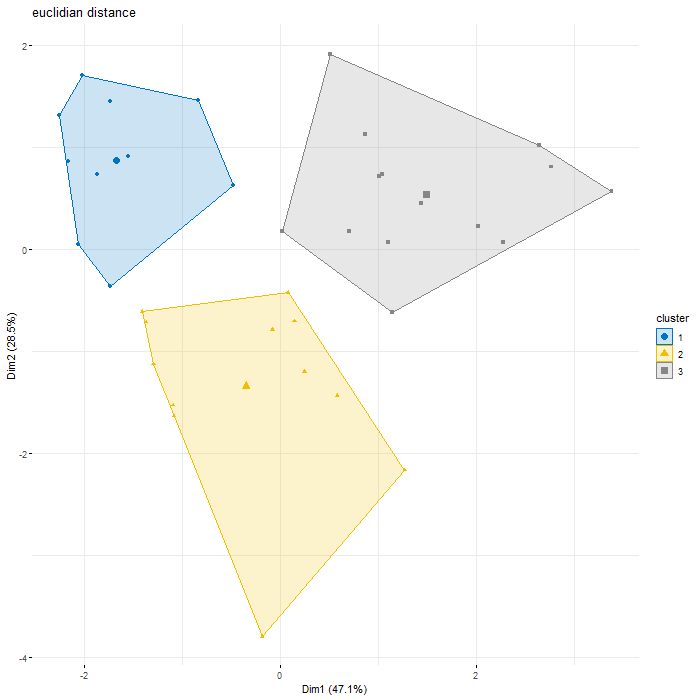 euclidian distance
2
0
-2
-4
Dim2 (28.5%)
-2
0
2
Dim1 (47.1%)
cluster
1
2
3